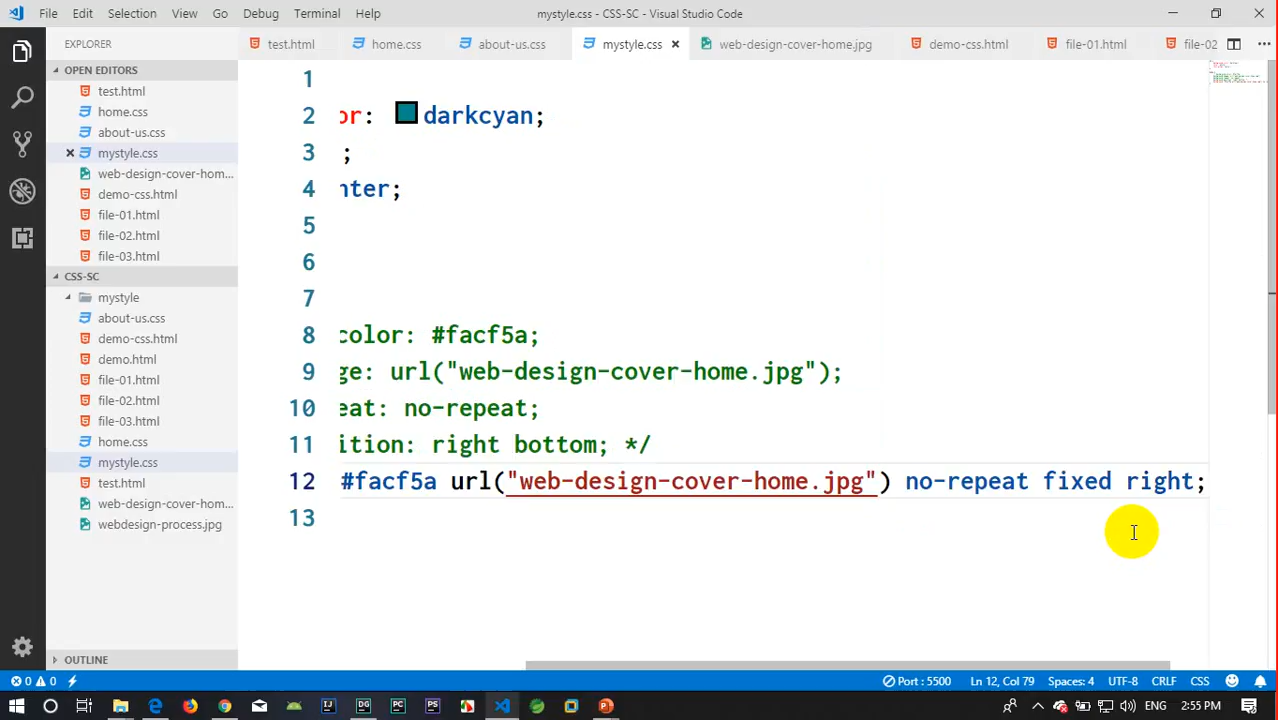 File Edit Selection View Go Debug Terminal Help
mystyle.css - CSS-SC - Visual Studio Code
EXPLORER
test.html home.css about-us.css mystyle.css web-design-cover-home.jpg demo-css.html file-01.html file-02
OPEN EDITORS
test.html
home.css
about-us.css
mystyle.css
web-design-cover-hom...
demo-css.html
file-01.html
file-02.html
file-03.html
CSS-SC
mystyle
about-us.css
demo-css.html
demo.html
file-01.html
file-02.html
file-03.html
home.css
mystyle.css
test.html
web-design-cover-hom...
webdesign-process.jpg
OUTLINE
1
2 or: darkcyan;
3 ;
4 nter;
5
6
7
8 color: #facf5a;
9 ge: url("web-design-cover-home.jpg");
10 eat: no-repeat;
11 ition: right bottom; */
12 #facf5a url("web-design-cover-home.jpg") no-repeat fixed right;
13
0 0 Port : 5500 Ln 12, Col 79 Spaces: 4 UTF-8 CRLF CSS
ENG 2:55 PM